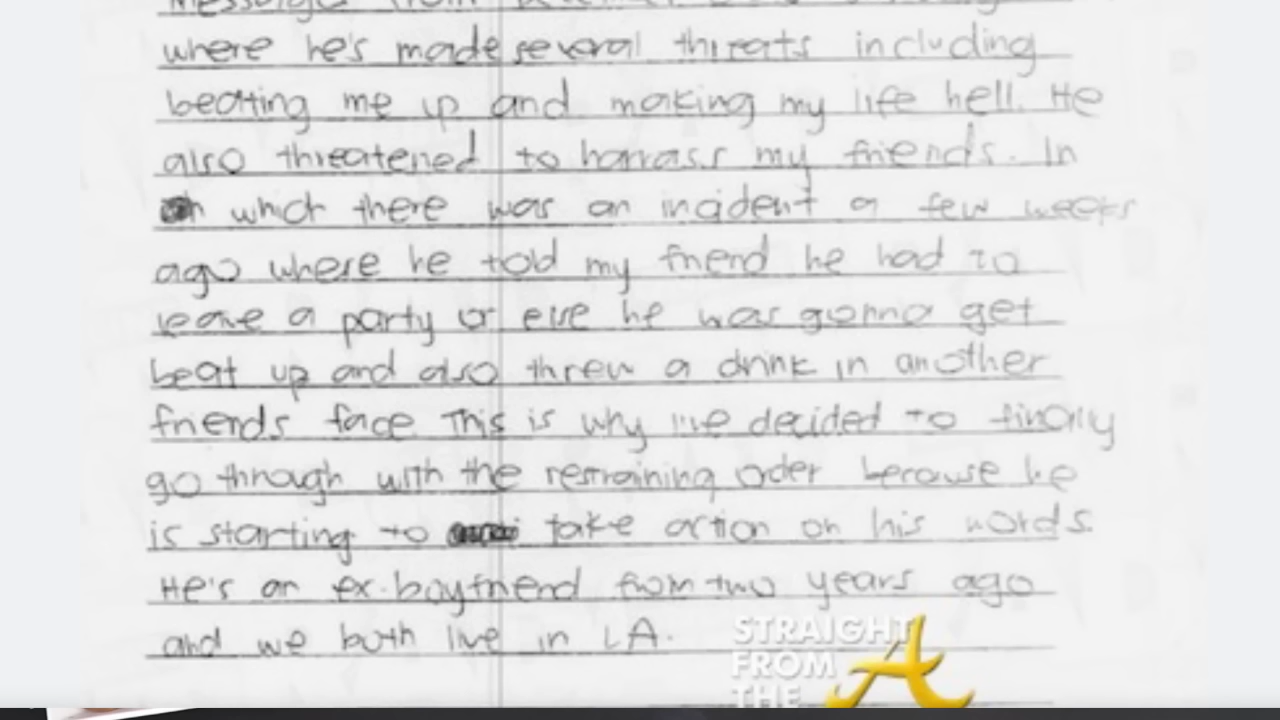 messages from
where he's made several threats including
beating me up and making my life hell. He
also threatened to harrass my friends. In
which there was an incident a few weeks
ago where he told my friend he had to
leave a party or else he was gonna get
beat up and also threw a drink in another
friends face. This is why I've decided to finally
go through with the restraining order because he
is starting to take action on his words.
He's an ex-boyfriend from two years ago
and we both live in LA.
STRAIGHT
FROM
THE
A